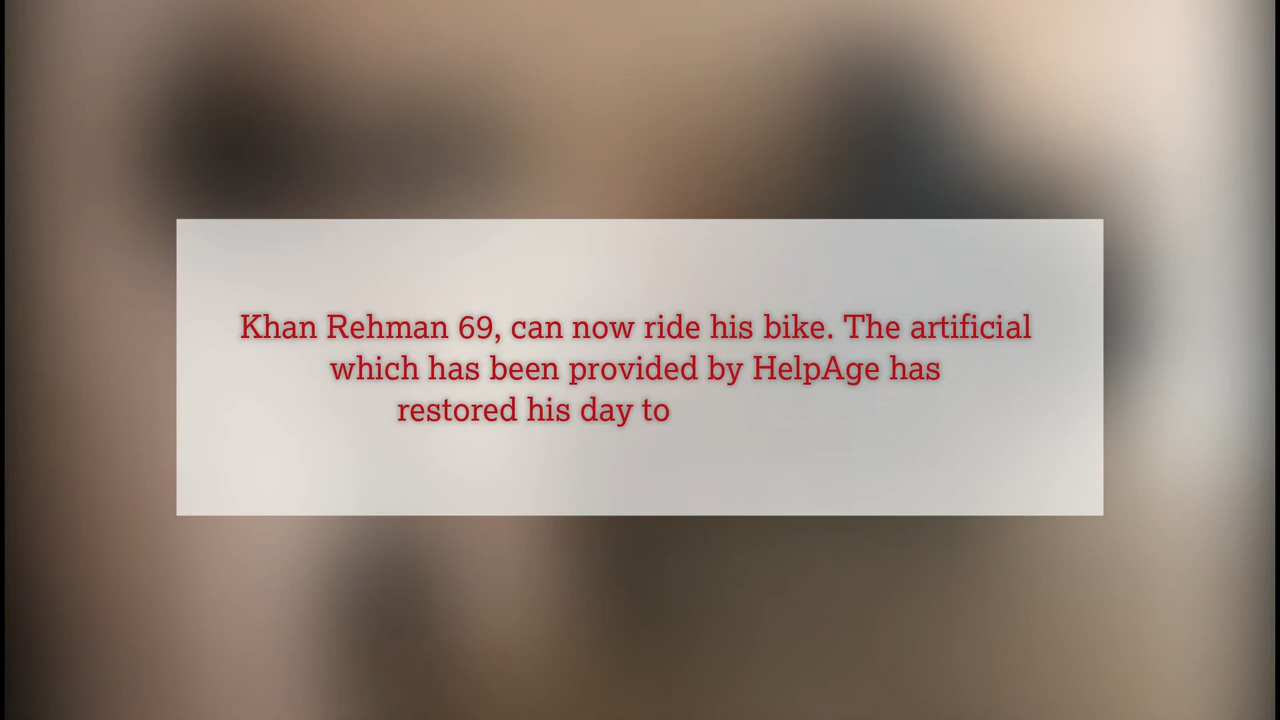 Khan Rehman 69, can now ride his bike. The artificial
which has been provided by HelpAge has
restored his day to